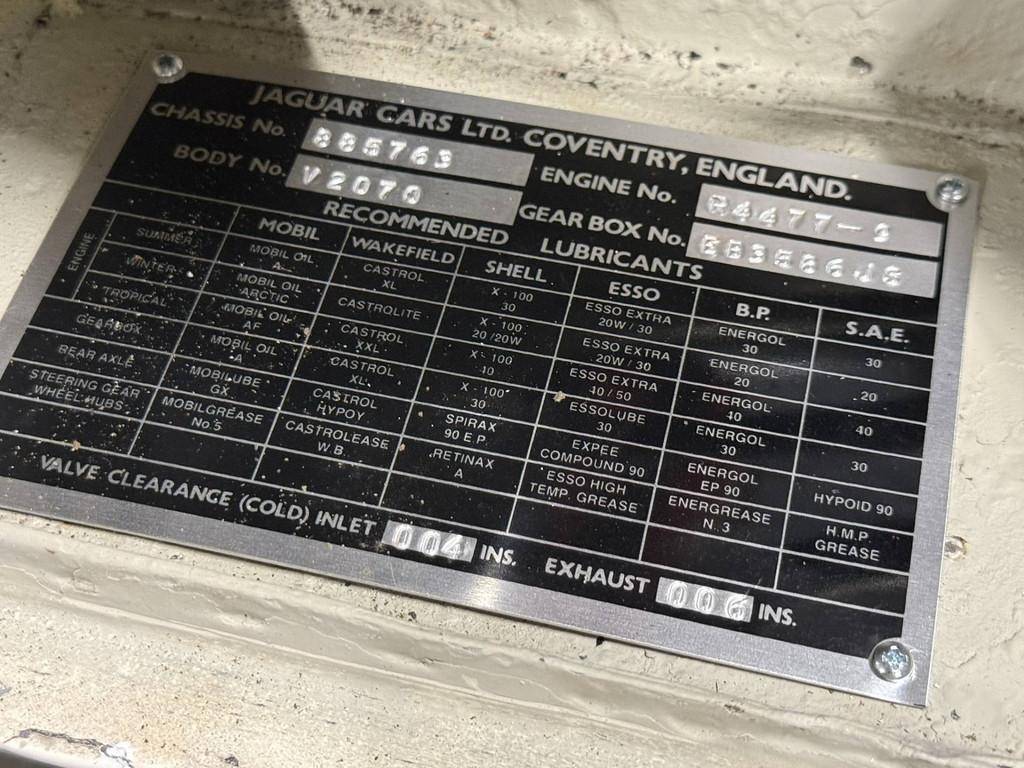 JAGUAR CARS LTD. COVENTRY, ENGLAND.
CHASSIS No. 885763 ENGINE No. R4477-9
BODY No. V2070 GEAR BOX No. EB3586JS
RECOMMENDED LUBRICANTS
MOBIL WAKEFIELD SHELL ESSO B.P. S.A.E.
ENGINE
SUMMER MOBIL OIL CASTROL X-100 ESSO EXTRA ENERGOL 30
A XL 30 20W/30 30
WINTER MOBIL OIL CASTROLITE X-100 ESSO EXTRA ENERGOL 20
ARCTIC 20/20W 20W/30 20
TROPICAL MOBIL OIL CASTROL X-100 ESSO EXTRA ENERGOL 40
AF XXL 40 40/50 40
GEARBOX MOBIL OIL CASTROL X-100 ESSOLUBE ENERGOL 30
A XL 30 30 30
REAR AXLE MOBILUBE CASTROL SPIRAX EXPEE ENERGOL HYPOID 90
GX HYPOY 90 E.P. COMPOUND 90 EP 90
STEERING GEAR MOBILGREASE CASTROLEASE RETINAX ESSO HIGH ENERGREASE H.M.P.
WHEEL HUBS No.5 W.B. A TEMP. GREASE N.3 GREASE
VALVE CLEARANCE (COLD) INLET 004 INS. EXHAUST 006 INS.